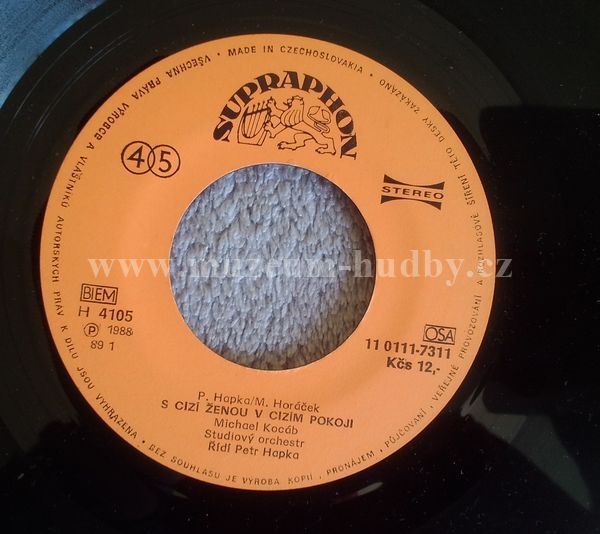 VŠECHNA PRÁVA VÝROBCE A VLASTNÍKŮ AUTORSKÝCH PRÁV K DÍLU JSOU VYHRAZENA • BEZ SOUHLASU JE VÝROBA KOPIÍ, PRONÁJEM, PŮJČOVÁNÍ, VEŘEJNÉ PROVOZOVÁNÍ A ROZHLASOVÉ ŠÍŘENÍ TÉTO DESKY ZAKÁZÁNO • MADE IN CZECHOSLOVAKIA •
SUPRAPHON
45
STEREO
www.muzeum-hudby.cz
BIEM
H 4105
Ⓟ 1988
89 1
OSA
11 0111-7311
Kčs 12,-
P. Hapka/M. Horáček
S CIZÍ ŽENOU V CIZÍM POKOJI
Michael Kocáb
Studiový orchestr
Řídí Petr Hapka